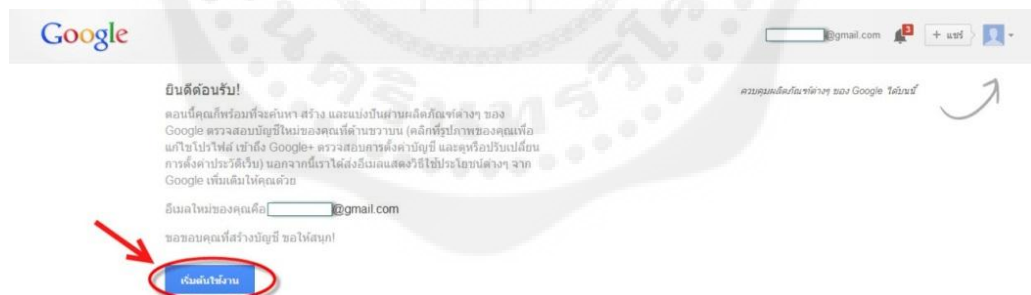 Google
@gmail.com 3 + แชร์
ยินดีต้อนรับ!
ควบคุมผลิตภัณฑ์ต่างๆ ของ Google ได้บนนี้
ตอนนี้คุณก็พร้อมที่จะค้นหา สร้าง และแบ่งปันผ่านผลิตภัณฑ์ต่างๆ ของ
Google ตรวจสอบบัญชีใหม่ของคุณที่ด้านขวาบน (คลิกที่รูปภาพของคุณเพื่อ
แก้ไขโปรไฟล์ เข้าถึง Google+ ตรวจสอบการตั้งค่าบัญชี และดูหรือปรับเปลี่ยน
การตั้งค่าประวัติเว็บ) นอกจากนี้เราได้ส่งอีเมลแสดงวิธีใช้ประโยชน์ต่างๆ จาก
Google เพิ่มเติมให้คุณด้วย
อีเมลใหม่ของคุณคือ @gmail.com
ขอขอบคุณที่สร้างบัญชี ขอให้สนุก!
เริ่มต้นใช้งาน